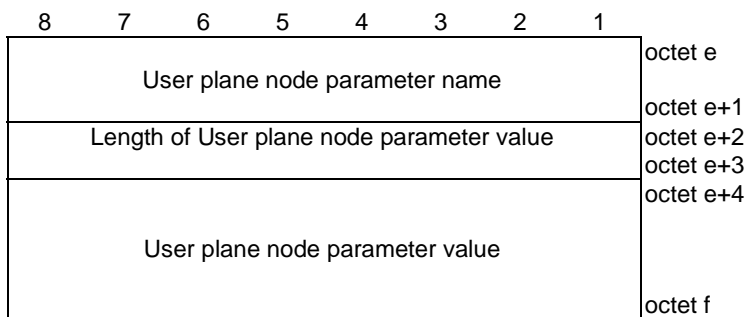 8 7 6 5 4 3 2 1
octet e
User plane node parameter name
octet e+1
Length of User plane node parameter value octet e+2
octet e+3
octet e+4
User plane node parameter value
octet f